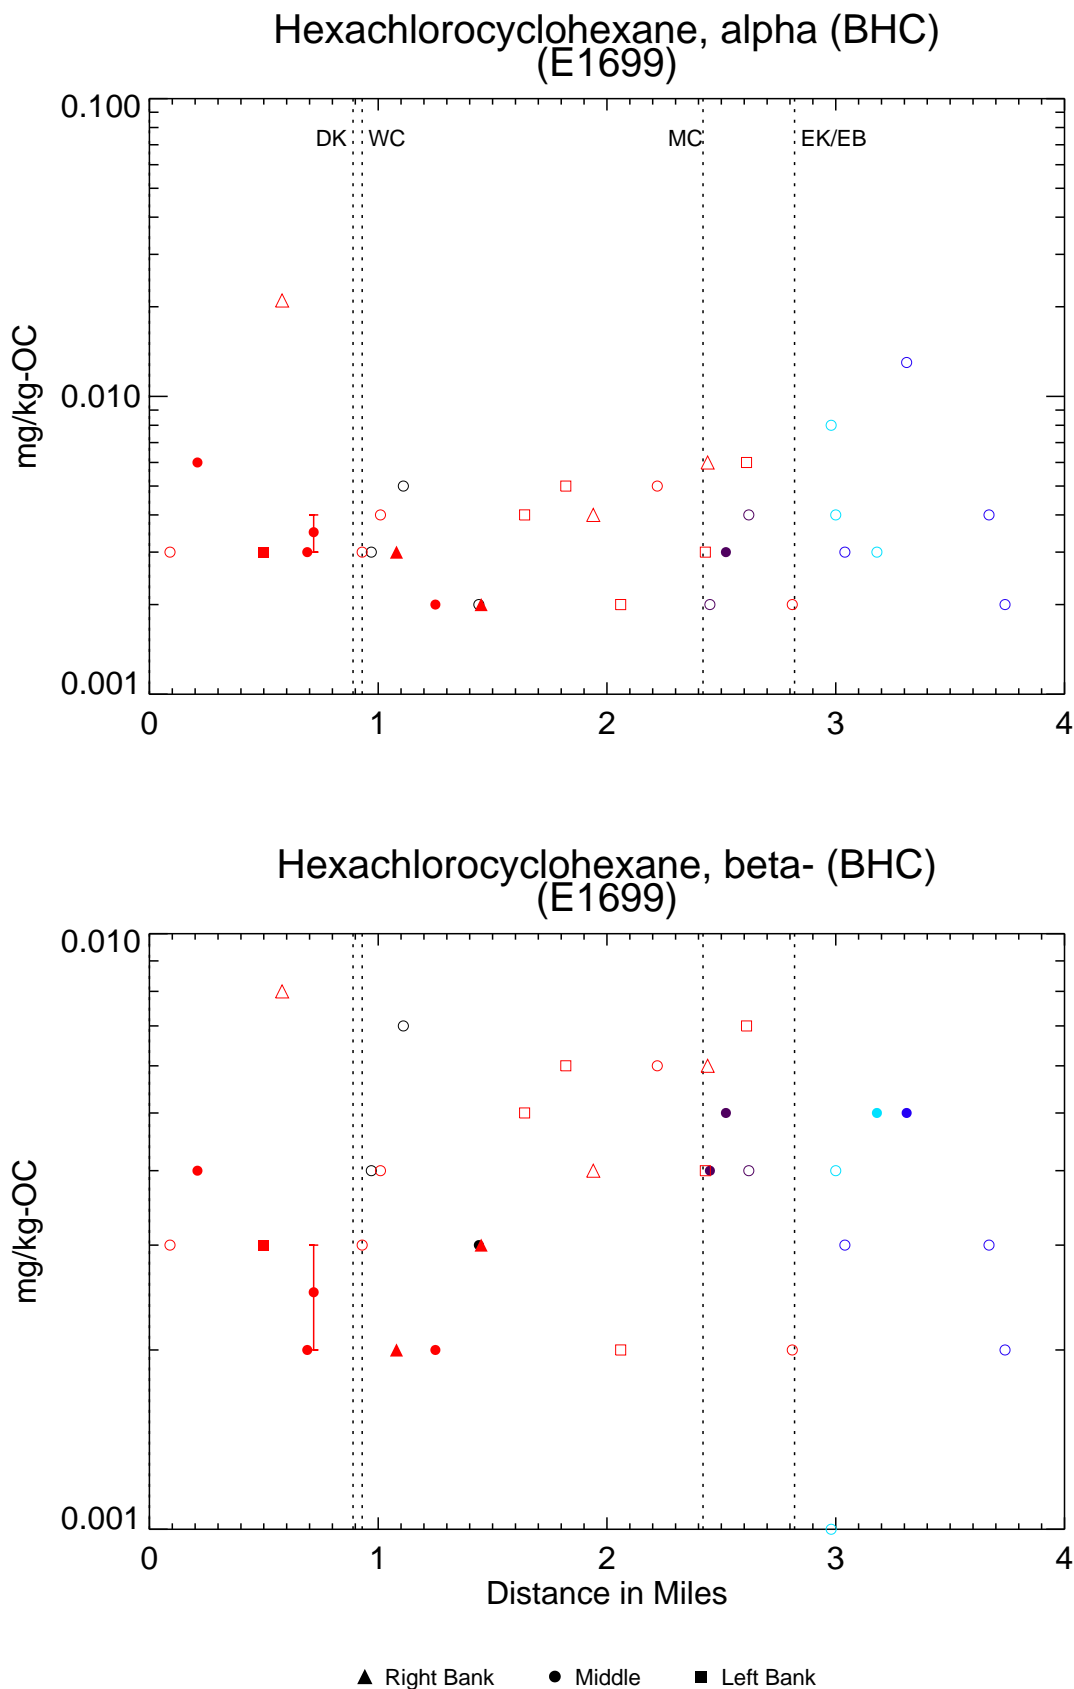 Hexachlorocyclohexane, alpha (BHC)
(E1699)
0.100
DK WC MC EK/EB
mg/kg-OC
0.010
0.001
0 1 2 3 4
Hexachlorocyclohexane, beta- (BHC)
(E1699)
0.010
mg/kg-OC
0.001
0 1 2 3 4
Distance in Miles
Right Bank Middle Left Bank